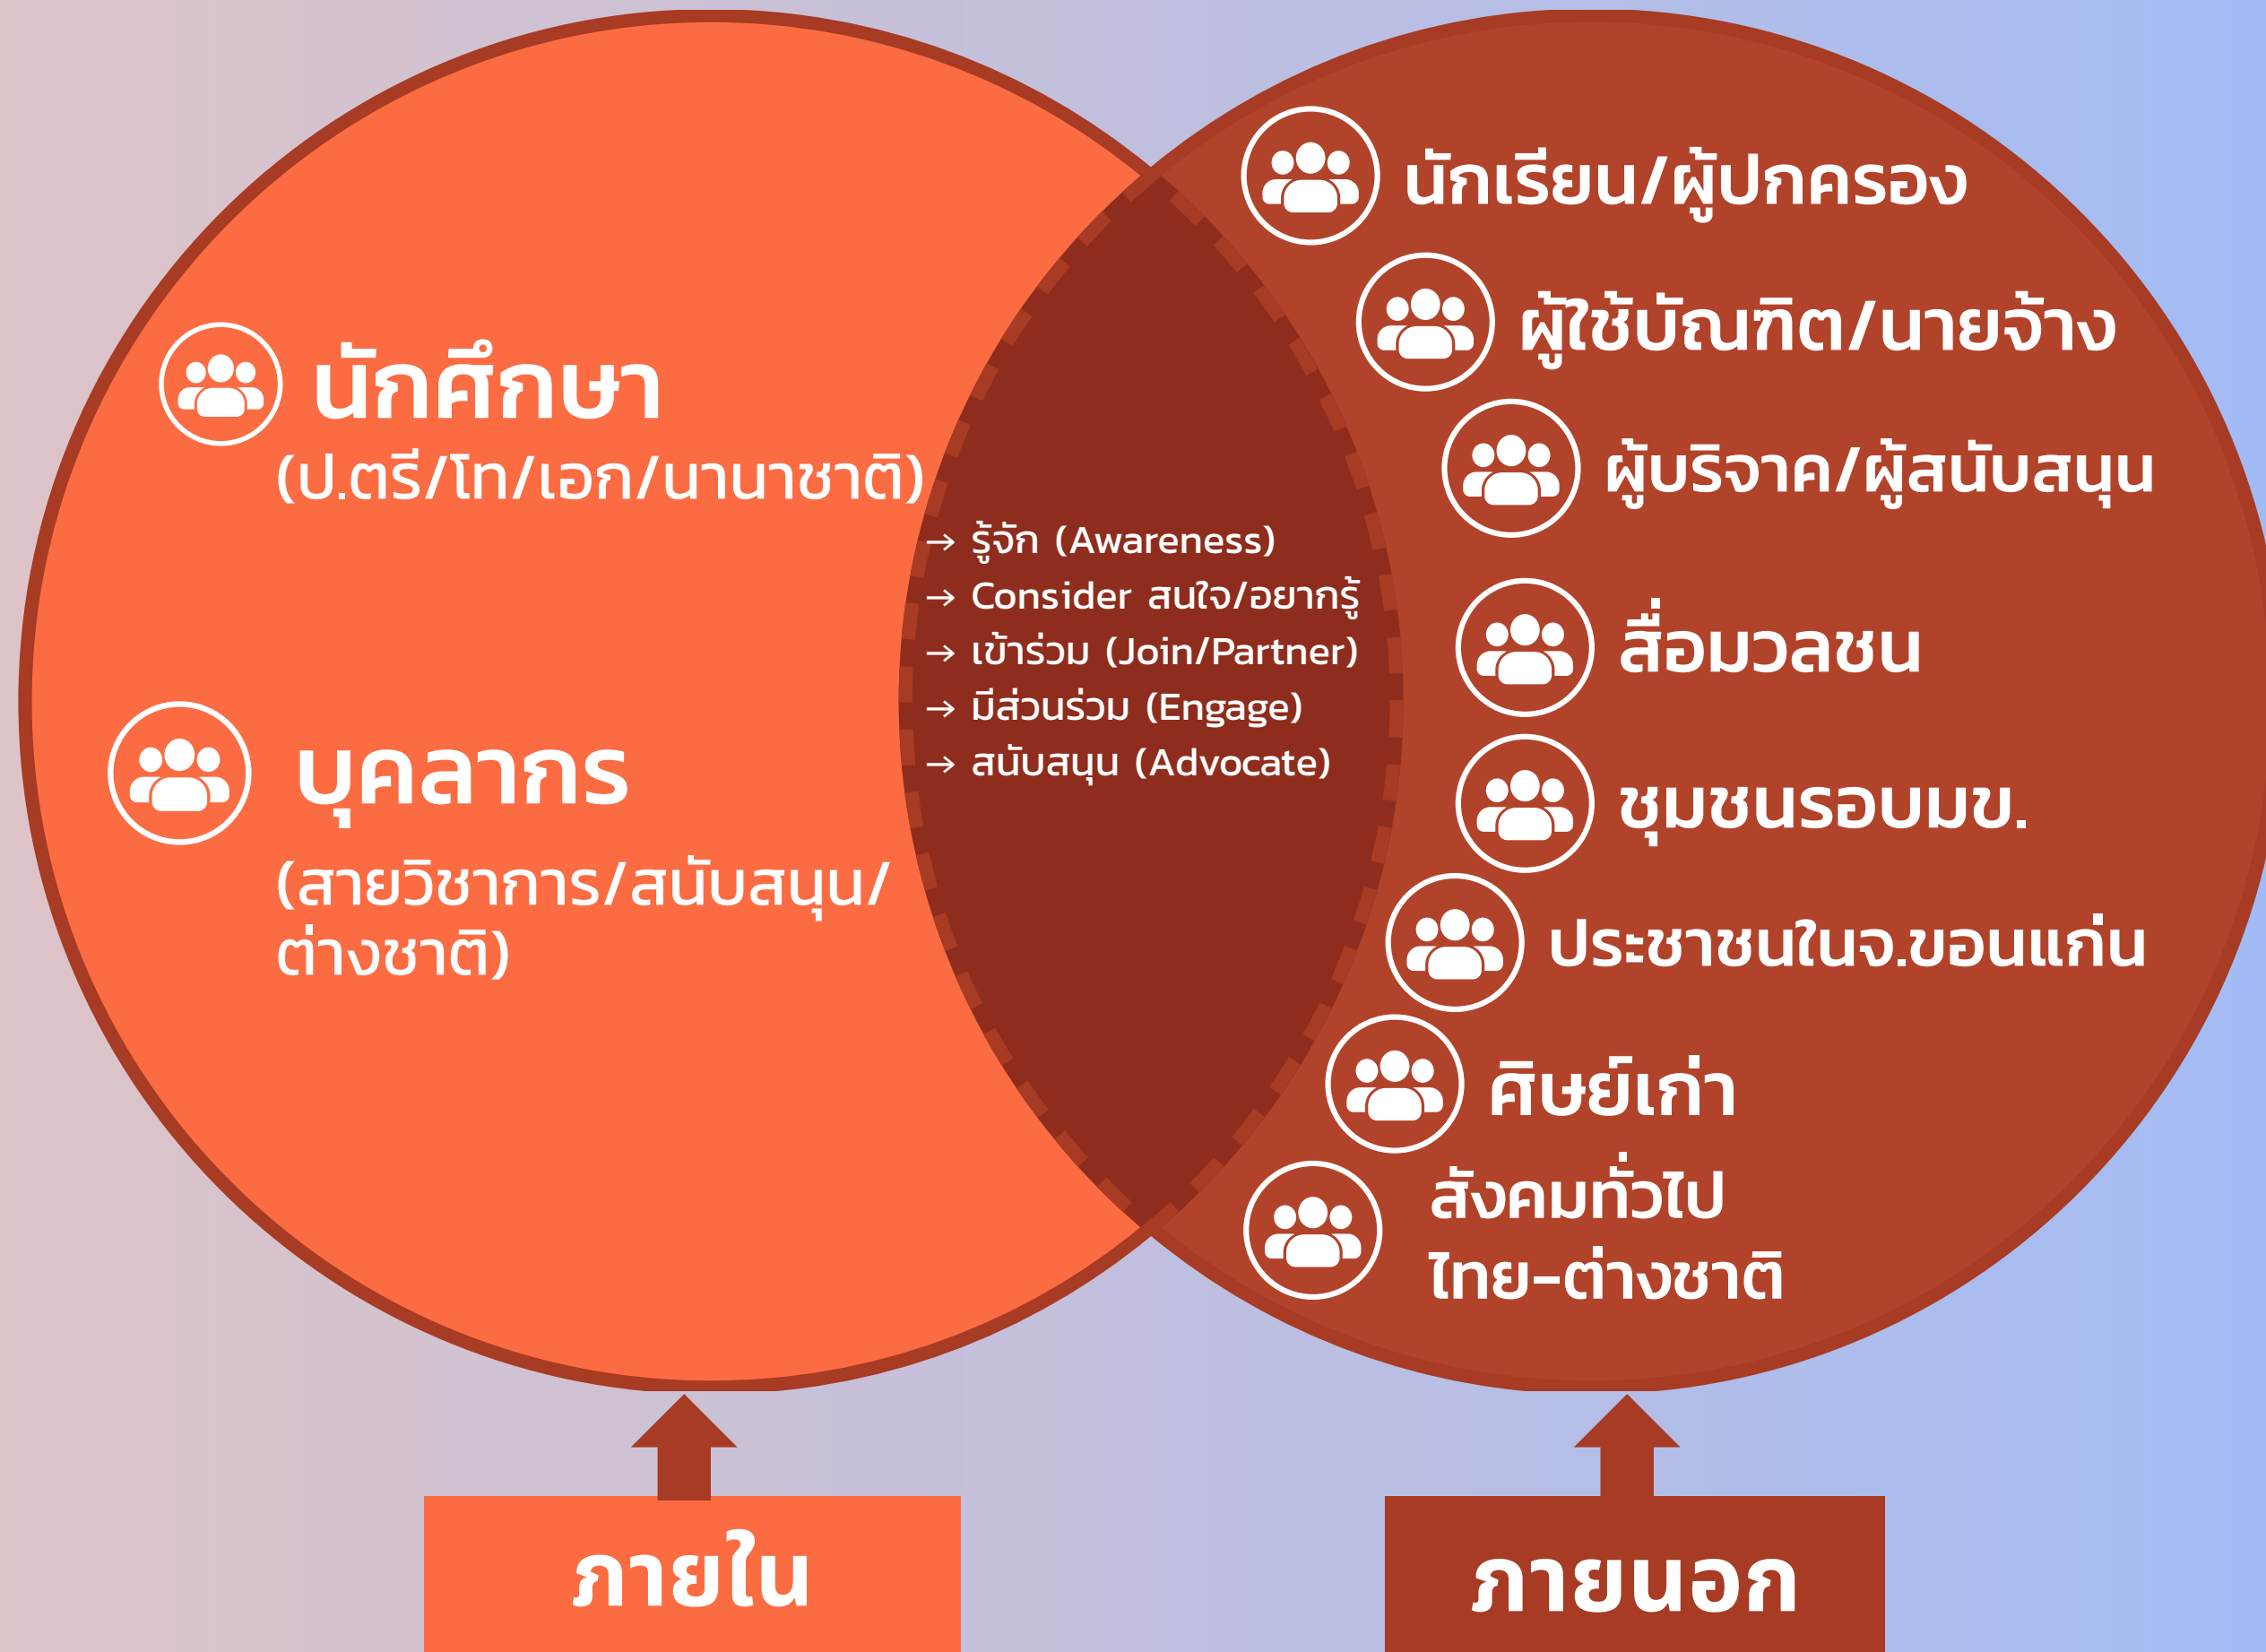 นักศึกษา
(ป.ตรี/โท/เอก/นานาชาติ)
บุคลากร
(สายวิชาการ/สนับสนุน/
ต่างชาติ)
→ รู้จัก (Awareness)
→ Consider สนใจ/อยากรู้
→ เข้าร่วม (Join/Partner)
→ มีส่วนร่วม (Engage)
→ สนับสนุน (Advocate)
นักเรียน/ผู้ปกครอง
ผู้ใช้บัณฑิต/นายจ้าง
ผู้บริจาค/ผู้สนับสนุน
สื่อมวลชน
ชุมชนรอบมข.
ประชาชนในจ.ขอนแก่น
ศิษย์เก่า
สังคมทั่วไป
ไทย-ต่างชาติ
ภายใน
ภายนอก